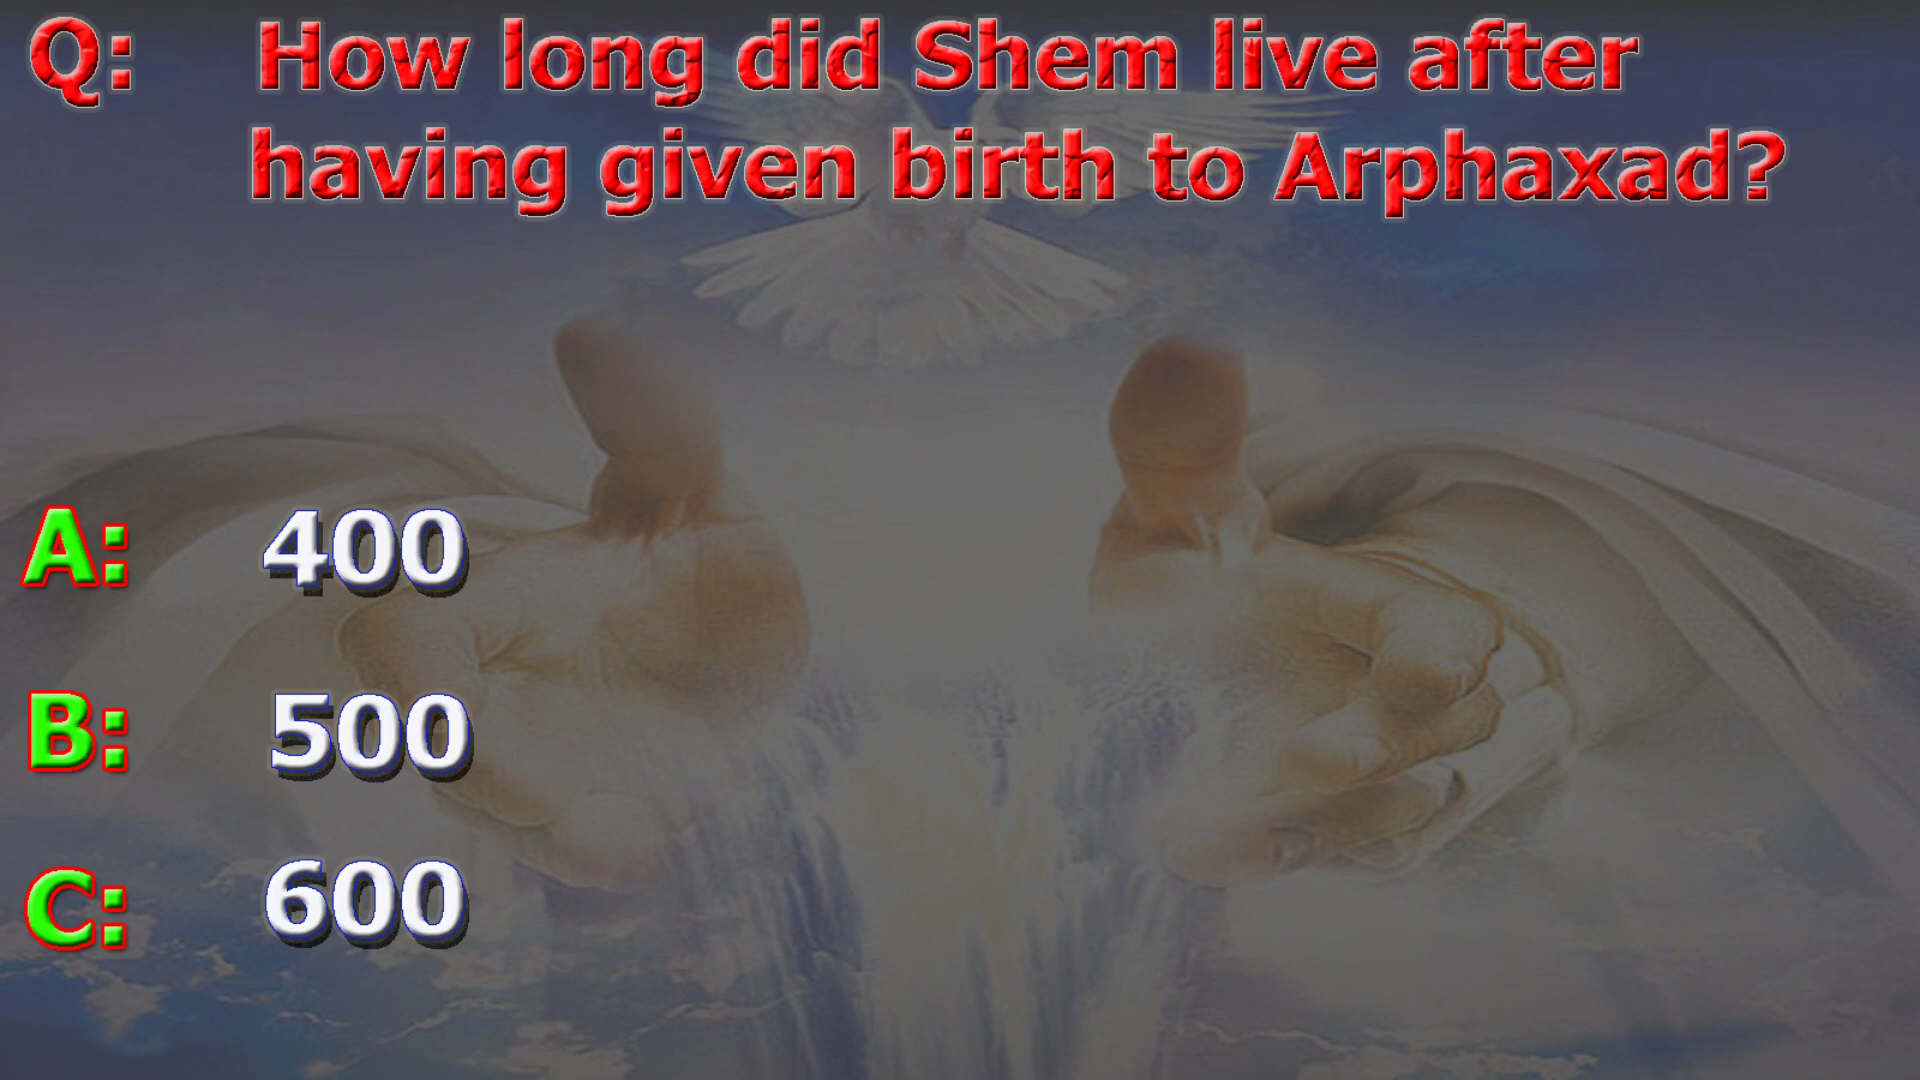 Q: How long did Shem live after
having given birth to Arphaxad?
A: 400
B: 500
C: 600